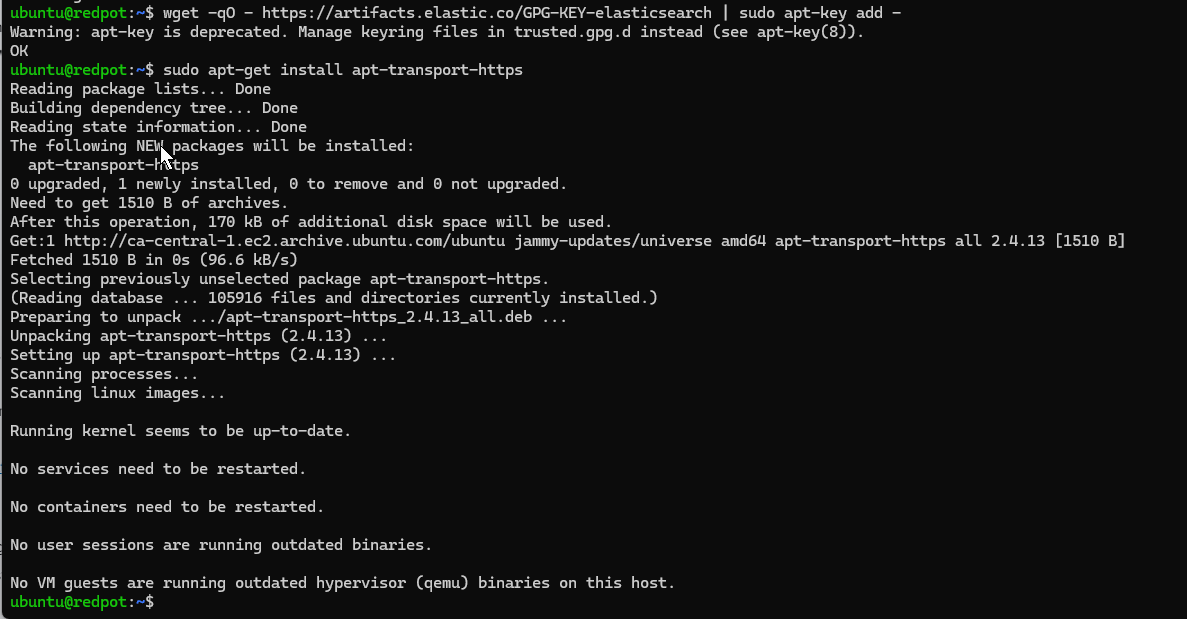 ubuntu@redpot:~$ wget -qO - https://artifacts.elastic.co/GPG-KEY-elasticsearch | sudo apt-key add -
Warning: apt-key is deprecated. Manage keyring files in trusted.gpg.d instead (see apt-key(8)).
OK
ubuntu@redpot:~$ sudo apt-get install apt-transport-https
Reading package lists... Done
Building dependency tree... Done
Reading state information... Done
The following NEW packages will be installed:
  apt-transport-https
0 upgraded, 1 newly installed, 0 to remove and 0 not upgraded.
Need to get 1510 B of archives.
After this operation, 170 kB of additional disk space will be used.
Get:1 http://ca-central-1.ec2.archive.ubuntu.com/ubuntu jammy-updates/universe amd64 apt-transport-https all 2.4.13 [1510 B]
Fetched 1510 B in 0s (96.6 kB/s)
Selecting previously unselected package apt-transport-https.
(Reading database ... 105916 files and directories currently installed.)
Preparing to unpack .../apt-transport-https_2.4.13_all.deb ...
Unpacking apt-transport-https (2.4.13) ...
Setting up apt-transport-https (2.4.13) ...
Scanning processes...
Scanning linux images...
Running kernel seems to be up-to-date.
No services need to be restarted.
No containers need to be restarted.
No user sessions are running outdated binaries.
No VM guests are running outdated hypervisor (qemu) binaries on this host.
ubuntu@redpot:~$